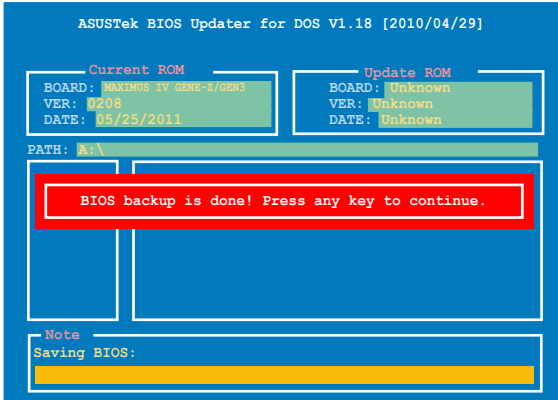 ASUSTek BIOS Updater for DOS V1.18 [2010/04/29]
Current ROM
BOARD: MAXIMUS IV GENE-Z/GEN3
VER: 0208
DATE: 05/25/2011
Update ROM
BOARD: Unknown
VER: Unknown
DATE: Unknown
PATH: A:\
BIOS backup is done! Press any key to continue.
Note
Saving BIOS: